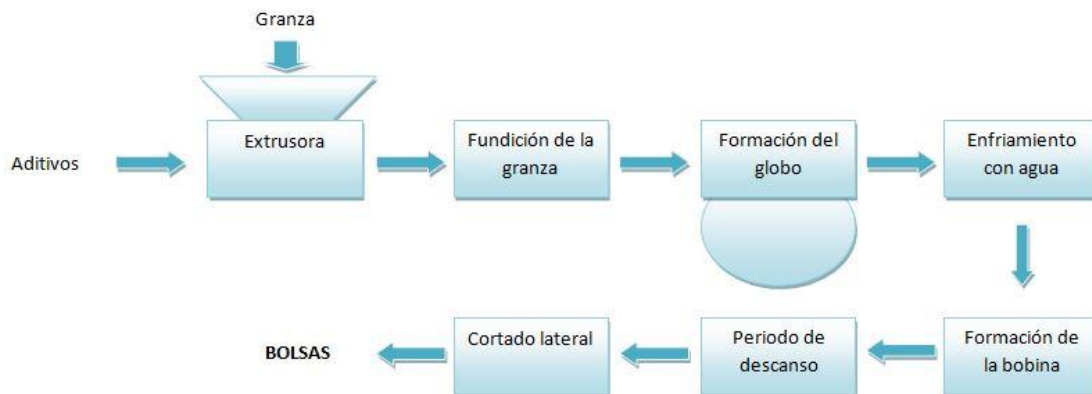 Granza
Aditivos
Extrusora
Fundición de la
granza
Formación del
globo
Enfriamiento
con agua
Formación de
la bobina
Periodo de
descanso
Cortado lateral
BOLSAS